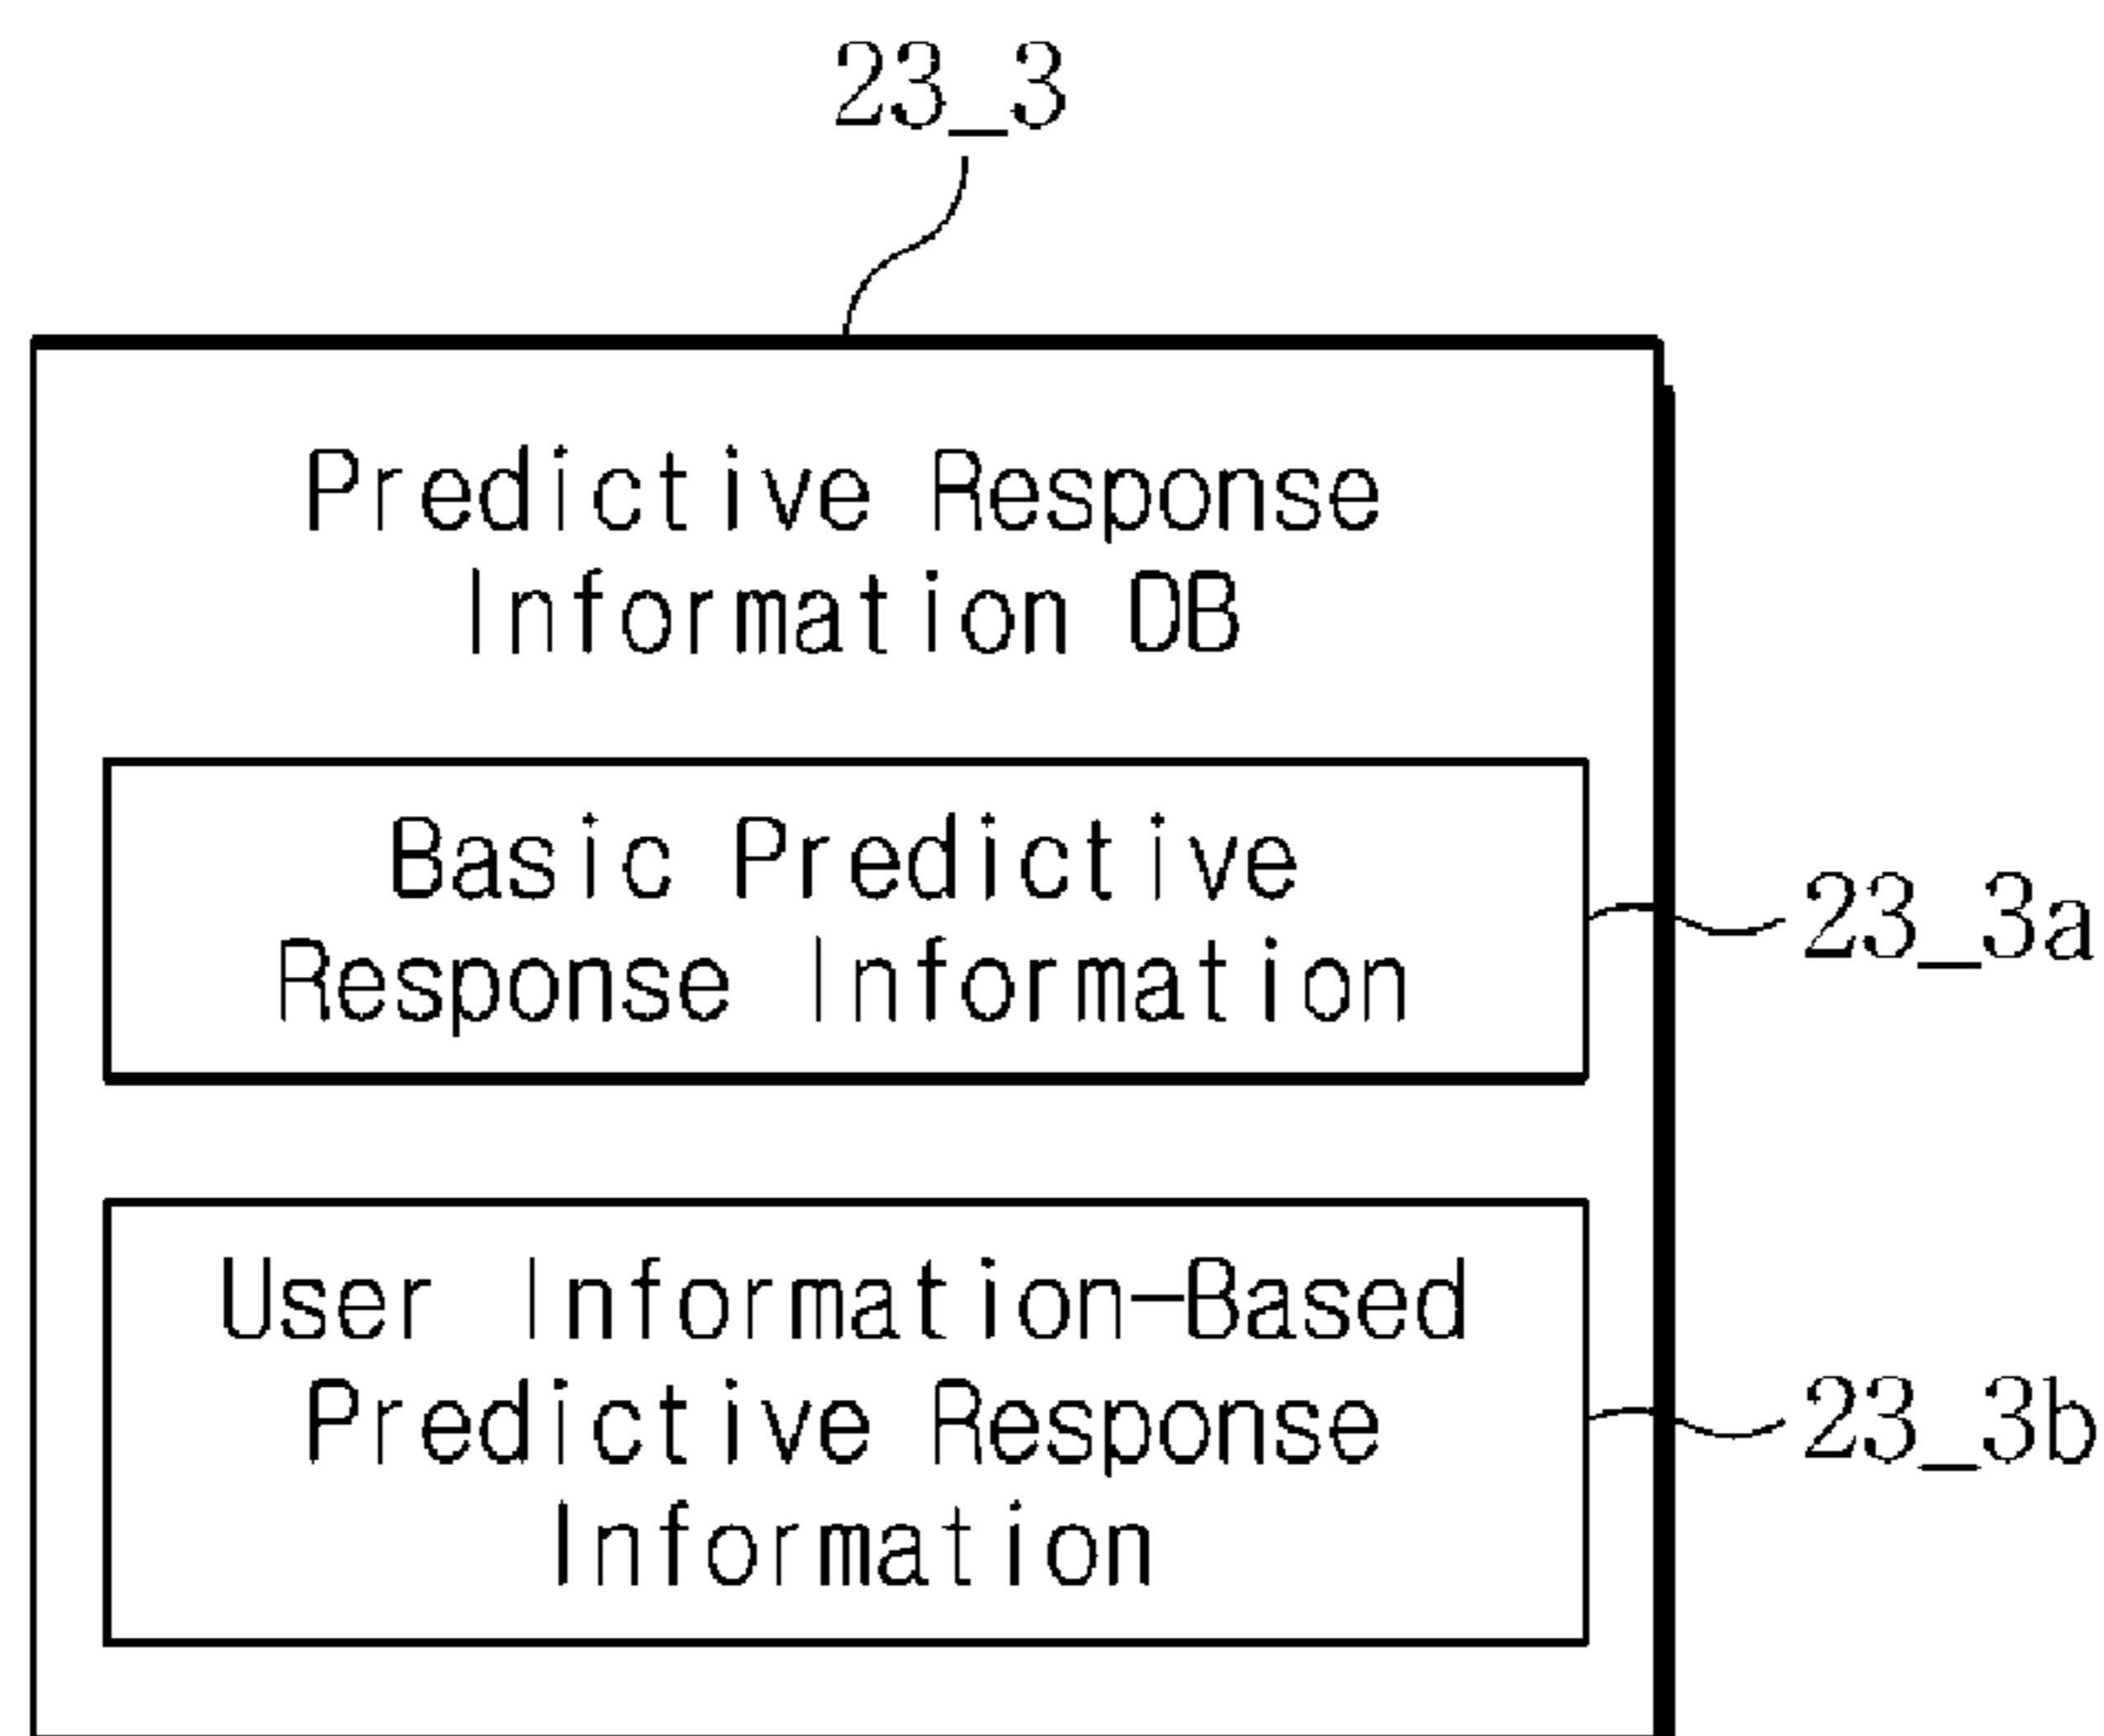 23_3
Predictive Response
Information DB
Basic Predictive
Response Information
23_3a
User Information-Based
Predictive Response
Information
23_3b